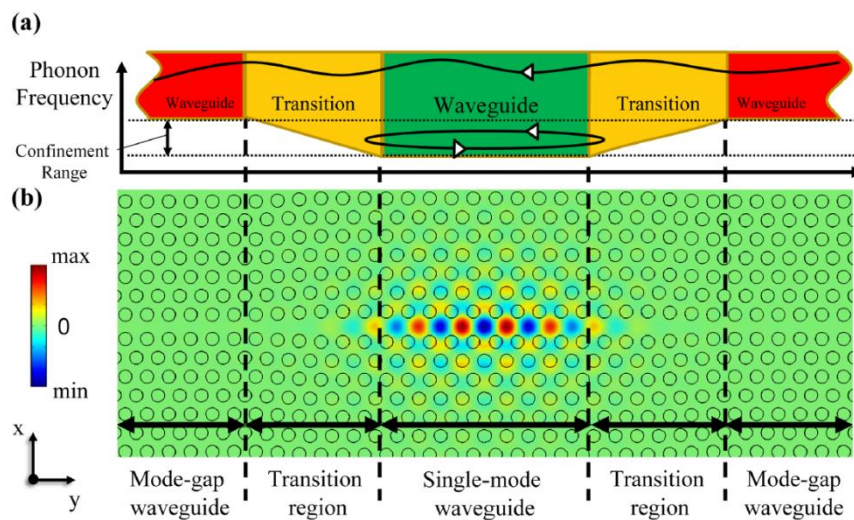 (a)
Phonon
Frequency
Confinement
Range
Waveguide
Transition
Waveguide
Transition
Waveguide
(b)
max
0
min
x
y
Mode-gap
waveguide
Transition
region
Single-mode
waveguide
Transition
region
Mode-gap
waveguide